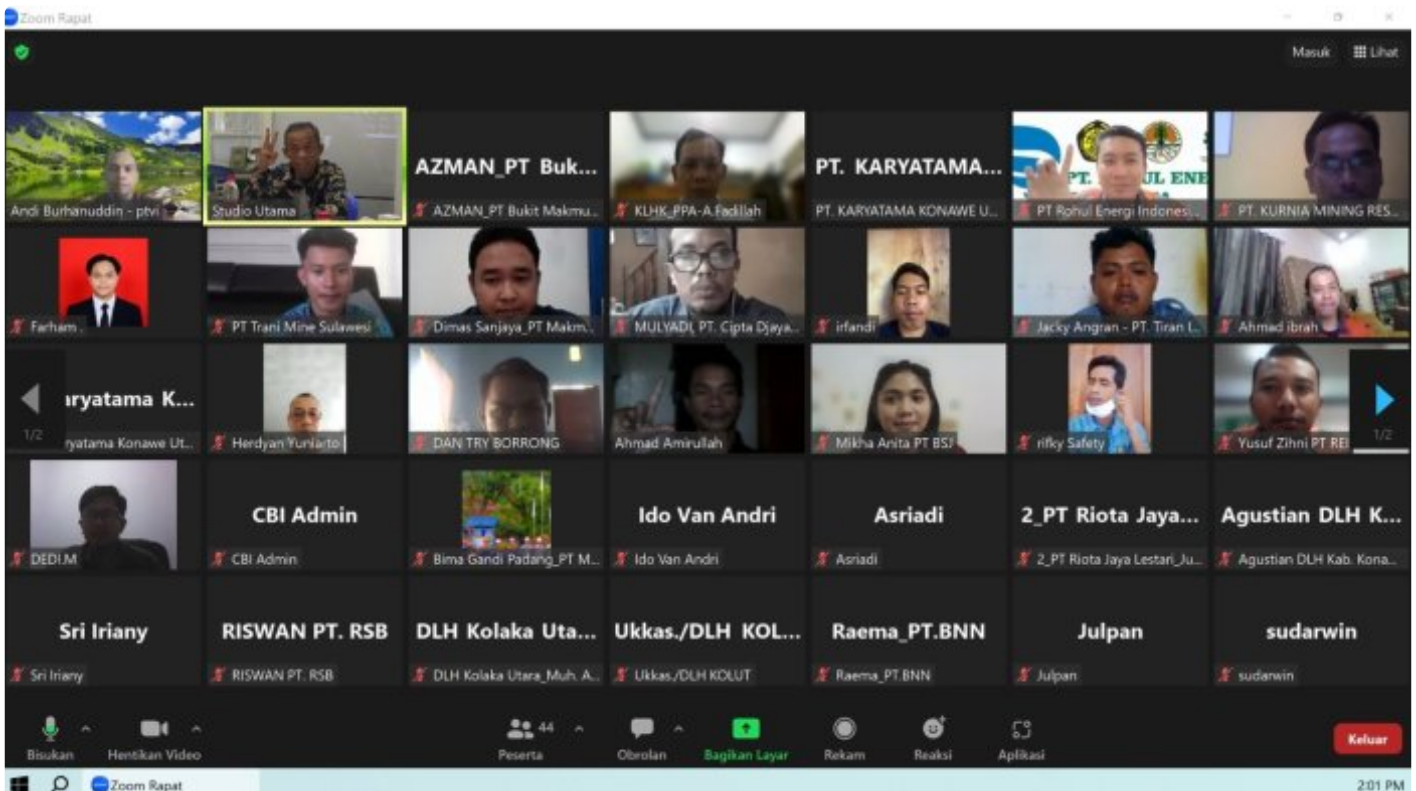 Zoom Rapat
Masuk Lihat
Andi Burhanuddin - ptvi
Studio Utama
AZMAN_PT Buk...
AZMAN_PT Bukit Makmu...
KLHK_PPA-A.Fadillah
PT. KARYATAMA...
PT. KARYATAMA KONAWE U...
PT. UL ENE
PT Rohul Energi Indonesi...
PT. KURNIA MINING RES...
Farham .
PT Trani Mine Sulawesi
Dimas Sanjaya_PT Makm...
MULYADI, PT. Cipta Djaya...
irfandi
Jacky Angran - PT. Tiran I...
Ahmad ibrah
aryatama K...
1/2
ryatama Konawe Ut...
Herdyan Yuniarto
DAN TRY BORRONG
Ahmad Amirullah
Mikha Anita PT BSJ
rifky Safety
Yusuf Zihni PT REI
1/2
DEDI.M
CBI Admin
CBI Admin
Bima Gandi Padang_PT M...
Ido Van Andri
Ido Van Andri
Asriadi
Asriadi
2_PT Riota Jaya...
2_PT Riota Jaya Lestari_Ju...
Agustian DLH K...
Agustian DLH Kab. Kona...
Sri Iriany
Sri Iriany
RISWAN PT. RSB
RISWAN PT. RSB
DLH Kolaka Uta...
DLH Kolaka Utara_Muh. A...
Ukkas./DLH KOL...
Ukkas./DLH KOLUT
Raema_PT.BNN
Raema_PT.BNN
Julpan
Julpan
sudarwin
sudarwin
44
Bisukan Hentikan Video Peserta Obrolan Bagikan Layar Rekam Reaksi Aplikasi Keluar
Zoom Rapat 2:01 PM